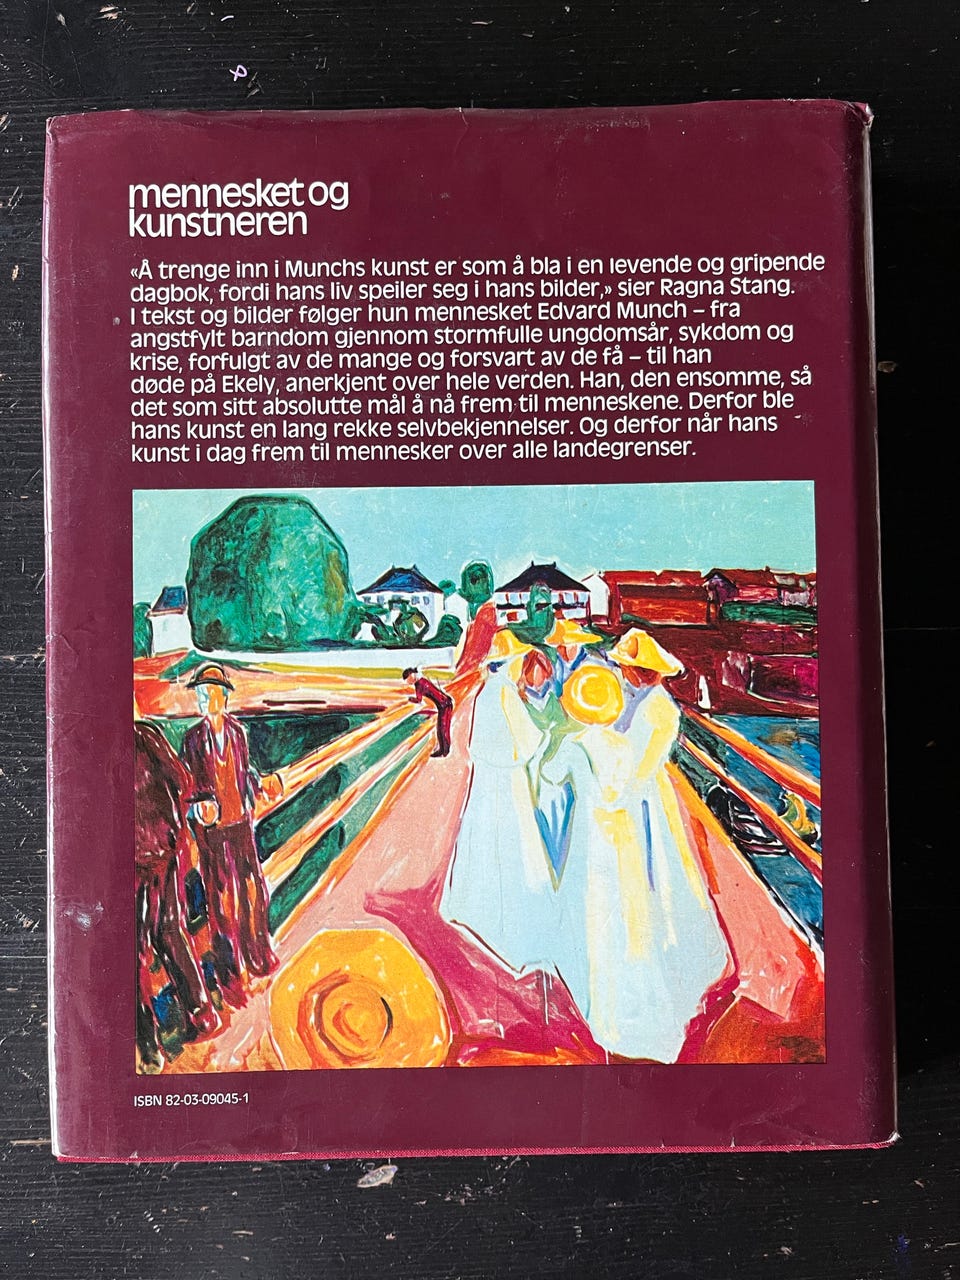 mennesket og
kunstneren
«Å trenge inn i Munchs kunst er som å bla i en levende og gripende
dagbok, fordi hans liv speiler seg i hans bilder,» sier Ragna Stang.
I tekst og bilder følger hun mennesket Edvard Munch – fra
angstfylt barndom gjennom stormfulle ungdomsår, sykdom og
krise, forfulgt av de mange og forsvart av de få – til han
døde på Ekely, anerkjent over hele verden. Han, den ensomme, så
det som sitt absolutte mål å nå frem til menneskene. Derfor ble
hans kunst en lang rekke selvbekjennelser. Og derfor når hans
kunst i dag frem til mennesker over alle landegrenser.
ISBN 82-03-09045-1